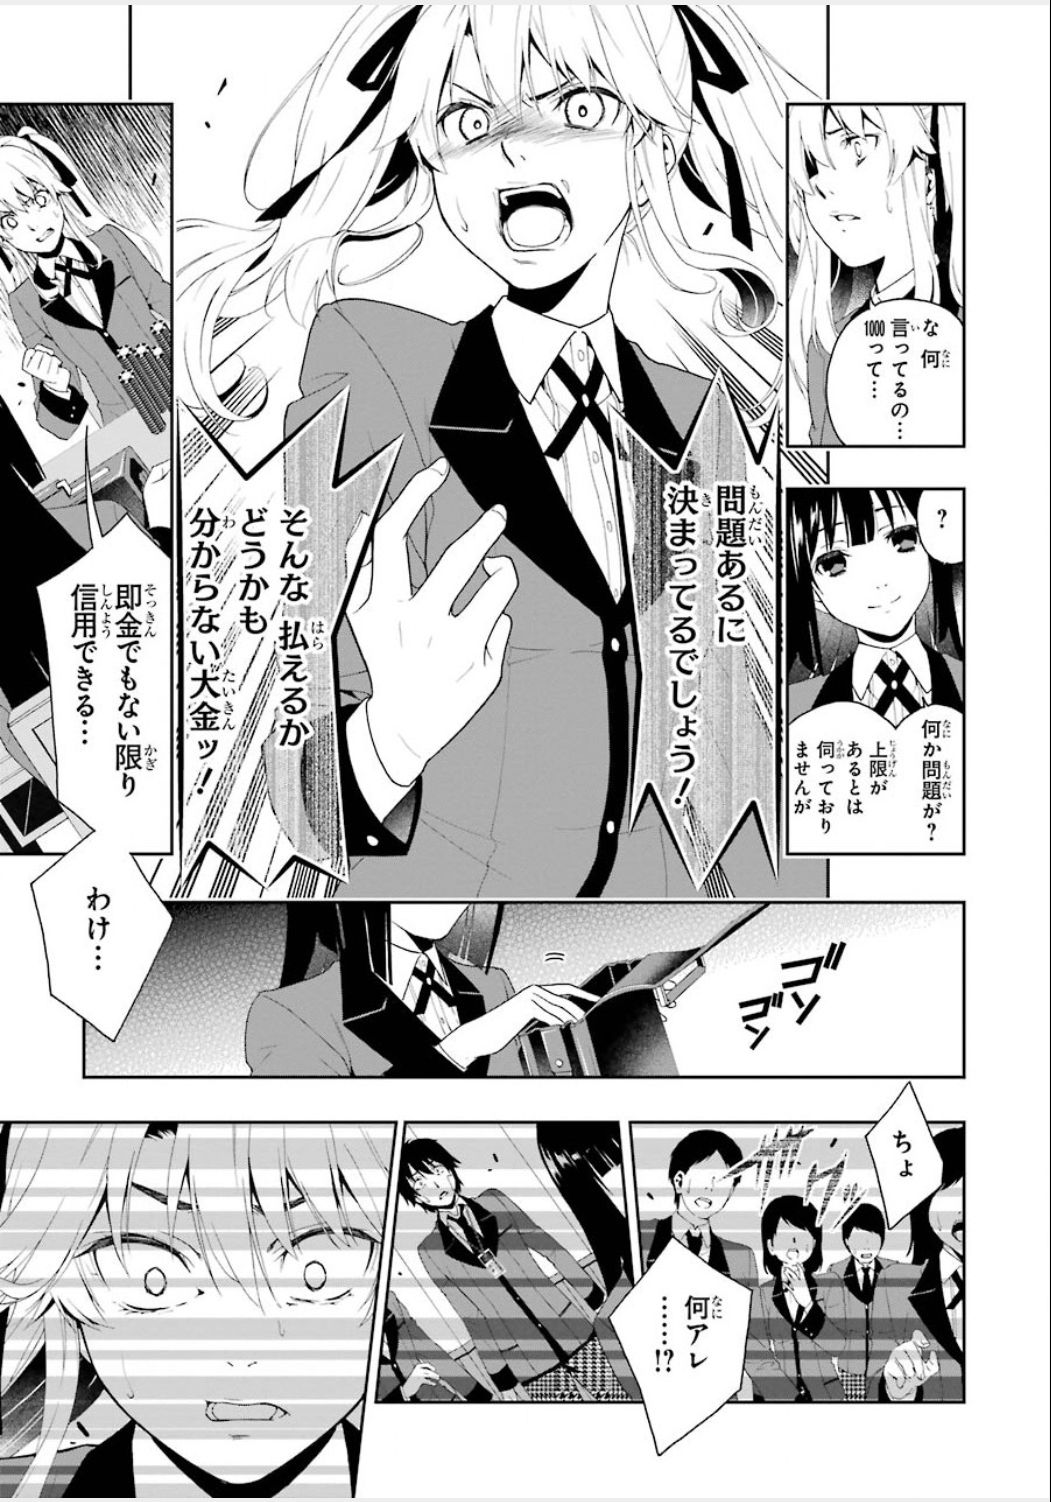 な
何
言ってるの…
1000って…
?
何か問題が?
上限が
あるとは
伺っており
ませんが
問題あるに
決まってるでしょう!
そんな 払えるか
どうかも
分からない大金ッ!
即金でもない限り
信用できる…
わけ…
ゴソ
ゴソ
ちょ
ザワ
ザワ
何アレ
……!?